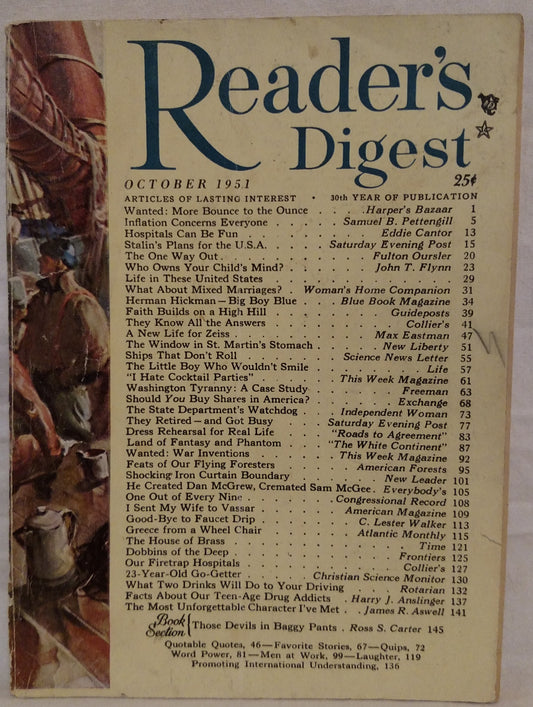 Reader's
Digest
OCTOBER 1951 25¢
ARTICLES OF LASTING INTEREST • 30th YEAR OF PUBLICATION
Wanted: More Bounce to the Ounce . . . . Harper's Bazaar 1
Inflation Concerns Everyone . . . . . Samuel B. Pettengill 5
Hospitals Can Be Fun . . . . . . . . . Eddie Cantor 13
Stalin's Plans for the U.S.A. . . . . Saturday Evening Post 15
The One Way Out . . . . . . . . . . Fulton Oursler 20
Who Owns Your Child's Mind? . . . . . . John T. Flynn 23
Life in These United States . . . . . . . . . . . 29
What About Mixed Marriages? . Woman's Home Companion 31
Herman Hickman—Big Boy Blue . . . Blue Book Magazine 34
Faith Builds on a High Hill . . . . . . . Guideposts 39
They Know All the Answers . . . . . . . . Collier's 41
A New Life for Zeiss . . . . . . . . . Max Eastman 47
The Window in St. Martin's Stomach . . . . New Liberty 51
Ships That Don't Roll . . . . . . Science News Letter 55
The Little Boy Who Wouldn't Smile . . . . . . . Life 57
"I Hate Cocktail Parties" . . . . . This Week Magazine 61
Washington Tyranny: A Case Study . . . . . . Freeman 63
Should You Buy Shares in America? . . . . . Exchange 68
The State Department's Watchdog . . . Independent Woman 73
They Retired—and Got Busy . . . . Saturday Evening Post 77
Dress Rehearsal for Real Life . . . "Roads to Agreement" 83
Land of Fantasy and Phantom . . . "The White Continent" 87
Wanted: War Inventions . . . . . . This Week Magazine 92
Feats of Our Flying Foresters . . . . . American Forests 95
Shocking Iron Curtain Boundary . . . . . New Leader 101
He Created Dan McGrew, Cremated Sam McGee . Everybody's 105
One Out of Every Nine . . . . . . Congressional Record 108
I Sent My Wife to Vassar . . . . . American Magazine 109
Good-Bye to Faucet Drip . . . . . . C. Lester Walker 113
Greece from a Wheel Chair . . . . . Atlantic Monthly 115
The House of Brass . . . . . . . . . . . Time 121
Dobbins of the Deep . . . . . . . . . Frontiers 125
Our Firetrap Hospitals . . . . . . . . Collier's 127
23-Year-Old Go-Getter . . . . Christian Science Monitor 130
What Two Drinks Will Do to Your Driving . . . Rotarian 132
Facts About Our Teen-Age Drug Addicts . Harry J. Anslinger 137
The Most Unforgettable Character I've Met . . James R. Aswell 141
Book
Section
Those Devils in Baggy Pants . Ross S. Carter 145
Quotable Quotes, 46—Favorite Stories, 67—Quips, 72
Word Power, 81—Men at Work, 99—Laughter, 119
Promoting International Understanding, 136